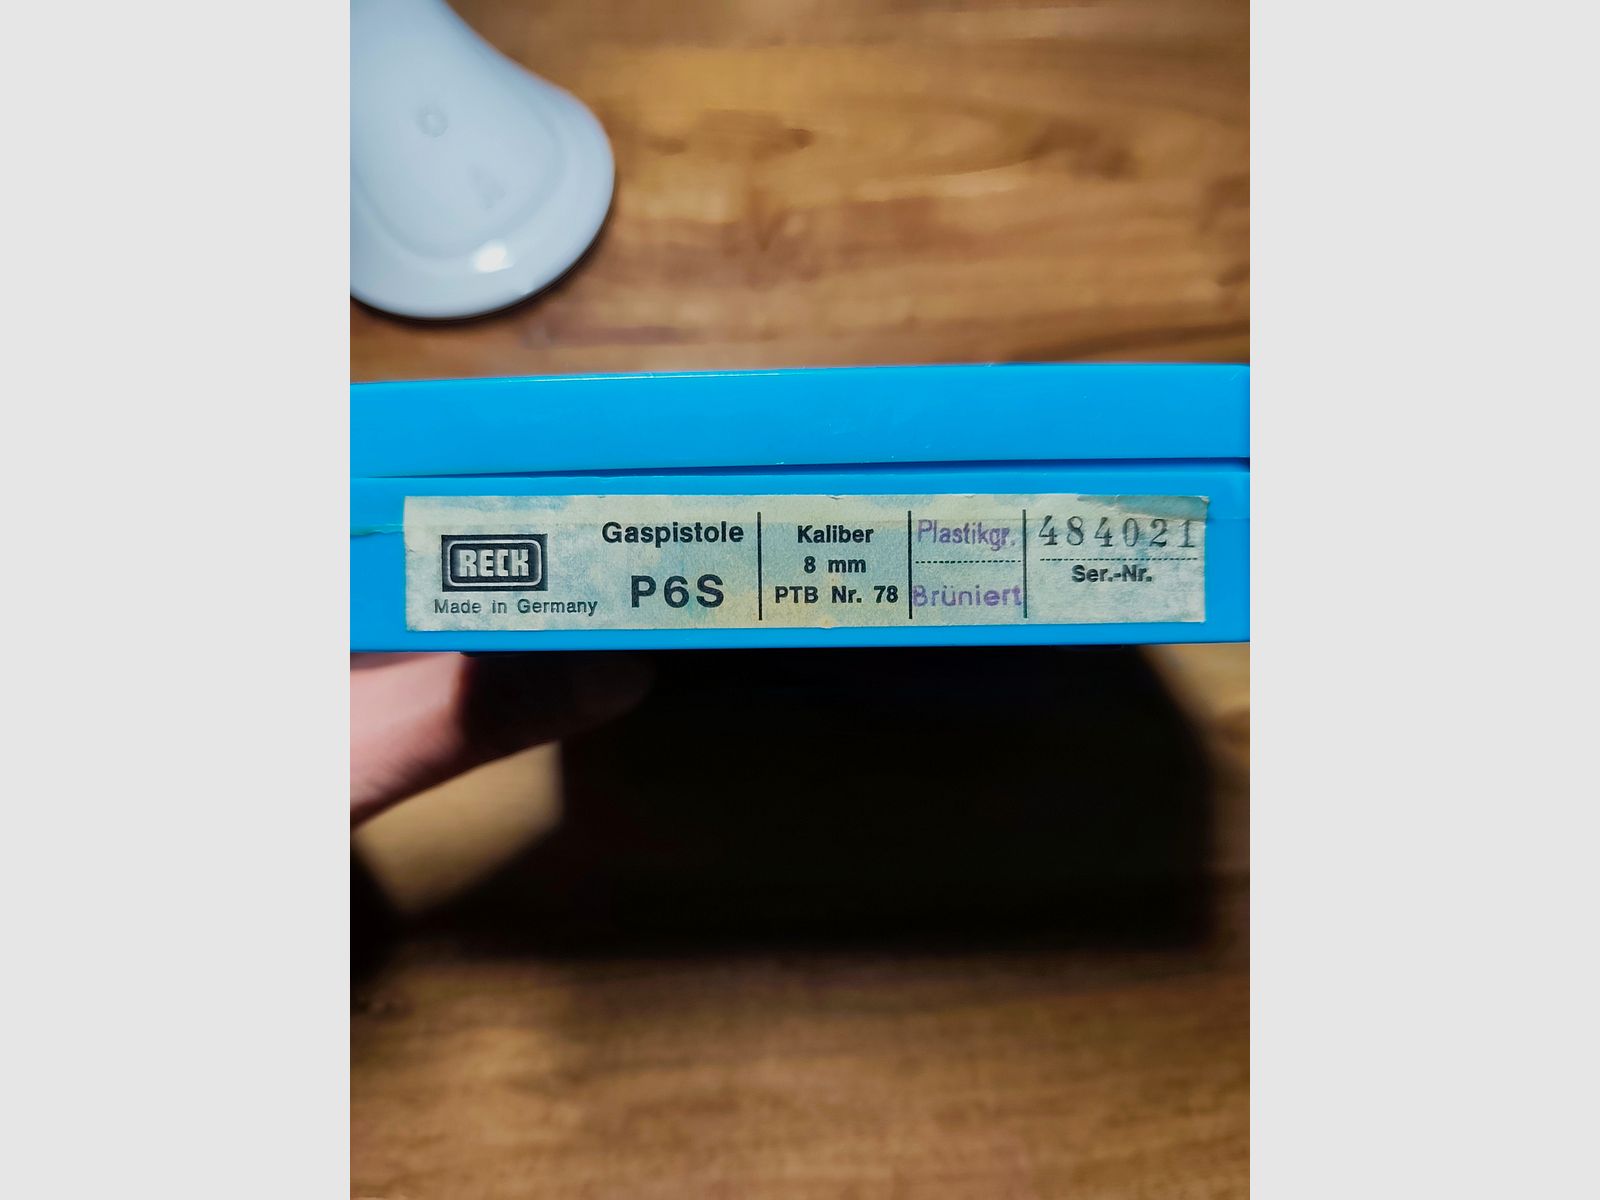 RECK
Made in Germany
Gaspistole
P6S
Kaliber
8 mm
PTB Nr. 78
Plastikgr.
Brüniert
484021
Ser.-Nr.